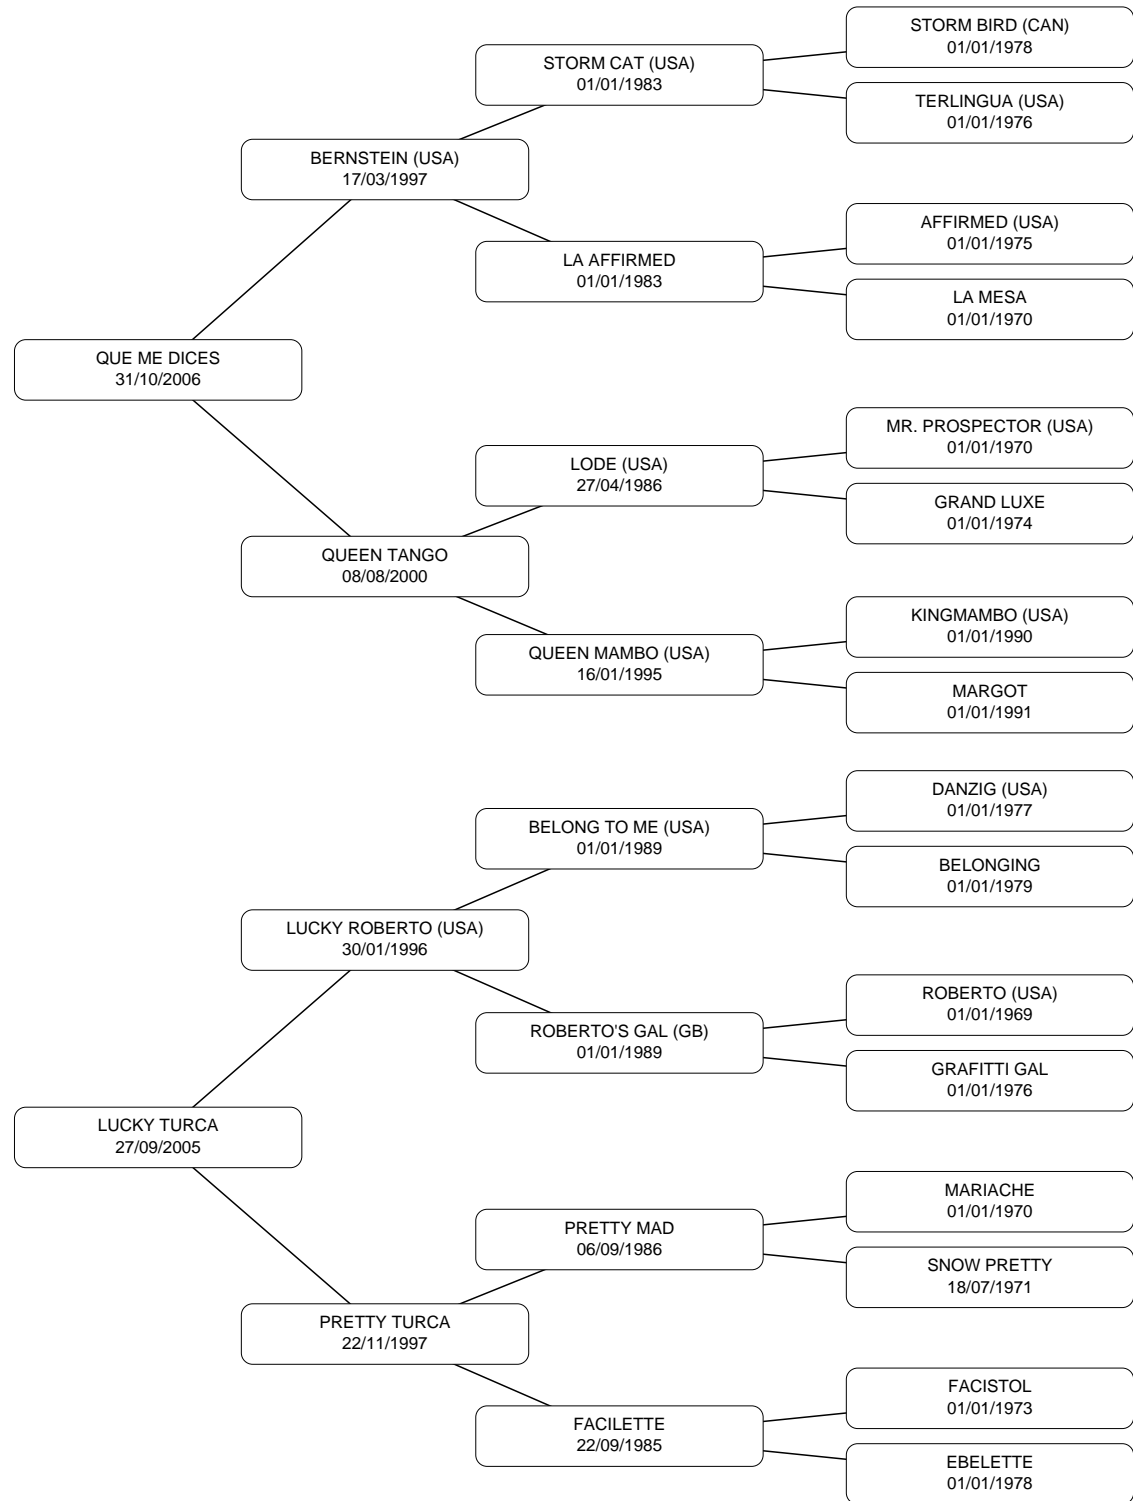 STORM BIRD (CAN)
01/01/1978
STORM CAT (USA)
01/01/1983
TERLINGUA (USA)
01/01/1976
BERNSTEIN (USA)
17/03/1997
AFFIRMED (USA)
01/01/1975
LA AFFIRMED
01/01/1983
LA MESA
01/01/1970
QUE ME DICES
31/10/2006
MR. PROSPECTOR (USA)
01/01/1970
LODE (USA)
27/04/1986
GRAND LUXE
01/01/1974
QUEEN TANGO
08/08/2000
KINGMAMBO (USA)
01/01/1990
QUEEN MAMBO (USA)
16/01/1995
MARGOT
01/01/1991
DANZIG (USA)
01/01/1977
BELONG TO ME (USA)
01/01/1989
BELONGING
01/01/1979
LUCKY ROBERTO (USA)
30/01/1996
ROBERTO (USA)
01/01/1969
ROBERTO'S GAL (GB)
01/01/1989
GRAFITTI GAL
01/01/1976
LUCKY TURCA
27/09/2005
MARIACHE
01/01/1970
PRETTY MAD
06/09/1986
SNOW PRETTY
18/07/1971
PRETTY TURCA
22/11/1997
FACISTOL
01/01/1973
FACILETTE
22/09/1985
EBELETTE
01/01/1978